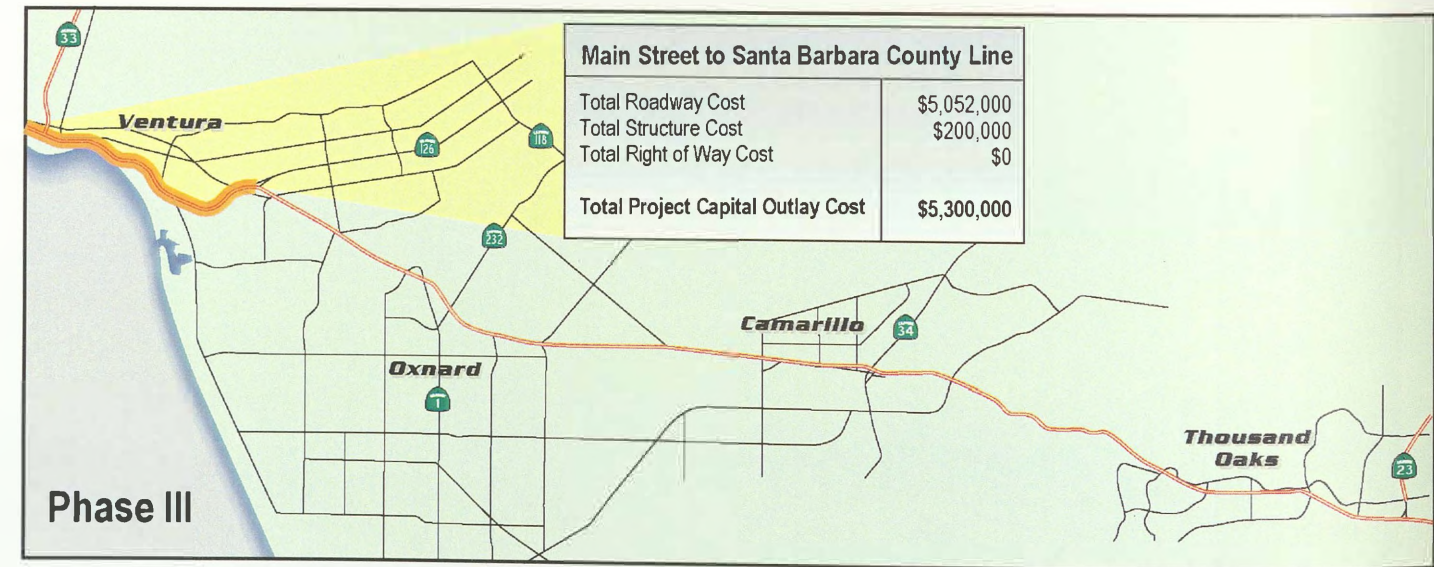 33
Main Street to Santa Barbara County Line
Total Roadway Cost $5,052,000
Total Structure Cost $200,000
Total Right of Way Cost $0
Total Project Capital Outlay Cost $5,300,000
Ventura
126
118
232
Camarillo
34
Oxnard
1
Thousand
Oaks
23
Phase III